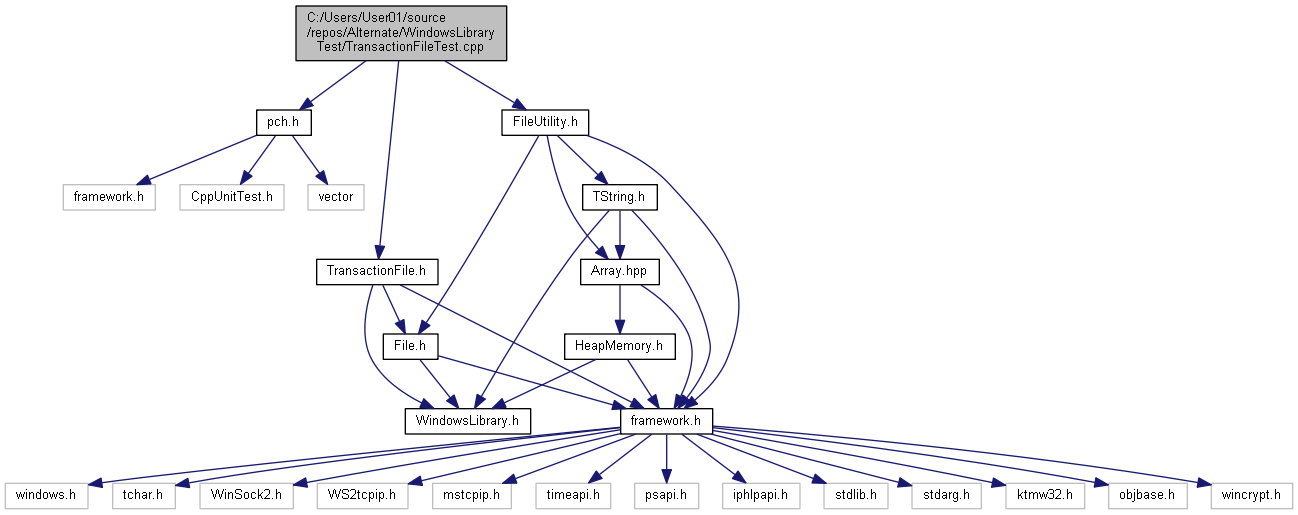 C:/Users/User01/source
/repos/Alternate/WindowsLibrary
Test/TransactionFileTest.cpp
pch.h
FileUtility.h
framework.h
CppUnitTest.h
vector
TString.h
TransactionFile.h
Array.hpp
File.h
HeapMemory.h
WindowsLibrary.h
framework.h
windows.h
tchar.h
WinSock2.h
WS2tcpip.h
mstcpip.h
timeapi.h
psapi.h
iphlpapi.h
stdlib.h
stdarg.h
ktmw32.h
objbase.h
wincrypt.h